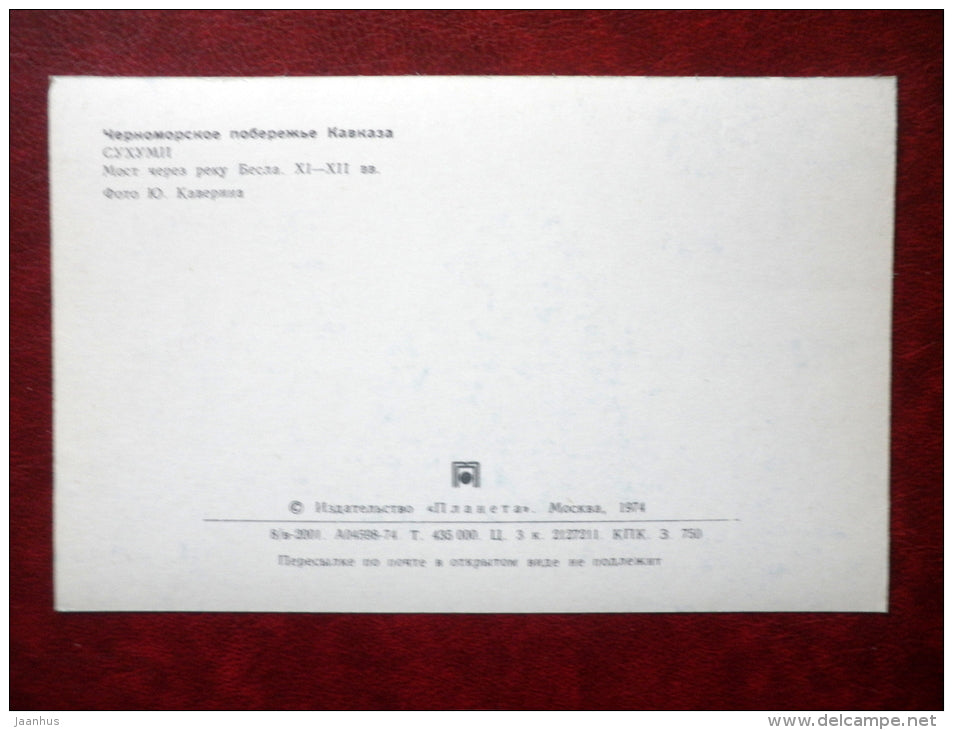 Черноморское побережье Кавказа
СУХУМИ
Мост через реку Бесла. XI—XII вв.
Фото Ю. Каверина
© Издательство «Планета». Москва, 1974
8/в-2001. А04598-74. Т. 435 000. Ц. 3 к. 2127211. КПК. З. 750
Пересылке по почте в открытом виде не подлежит
jaanhus
www.delcampe.net